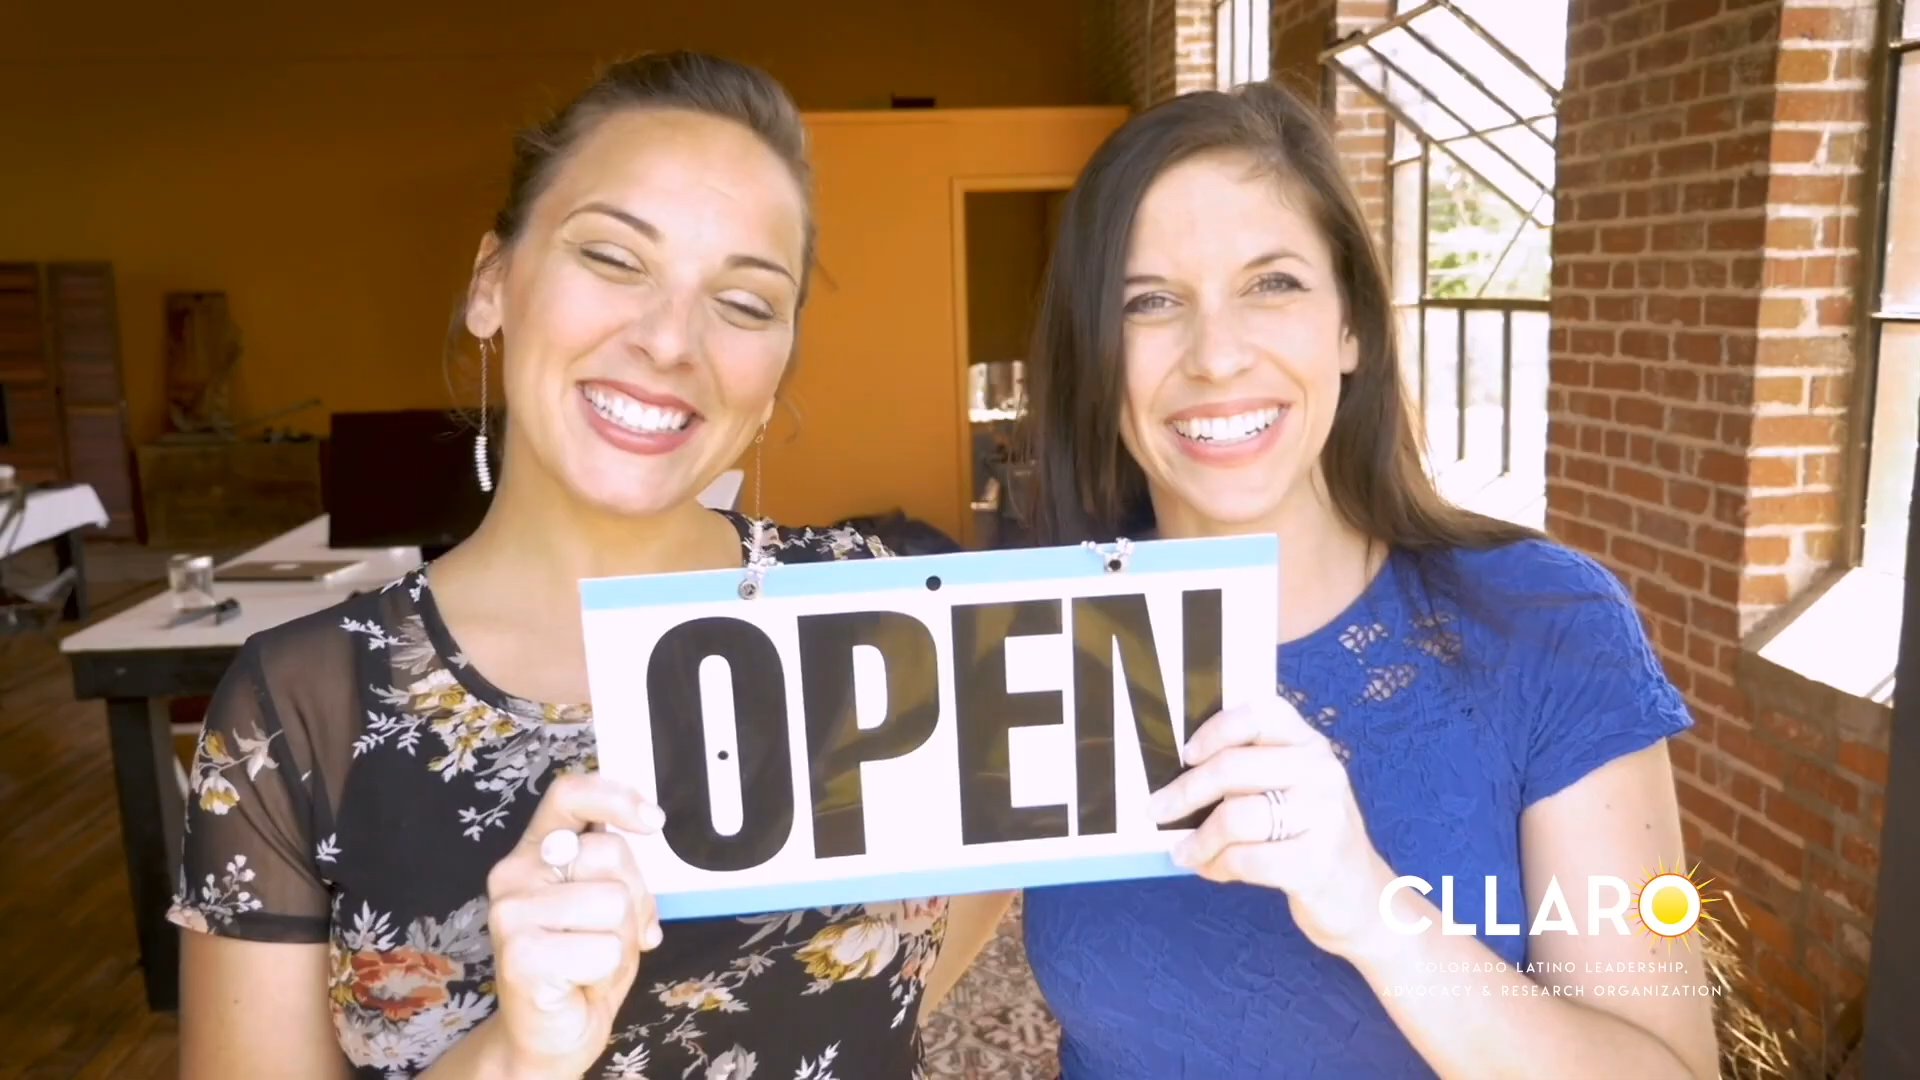 OPEN
CLLARO
COLORADO LATINO LEADERSHIP,
ADVOCACY & RESEARCH ORGANIZATION